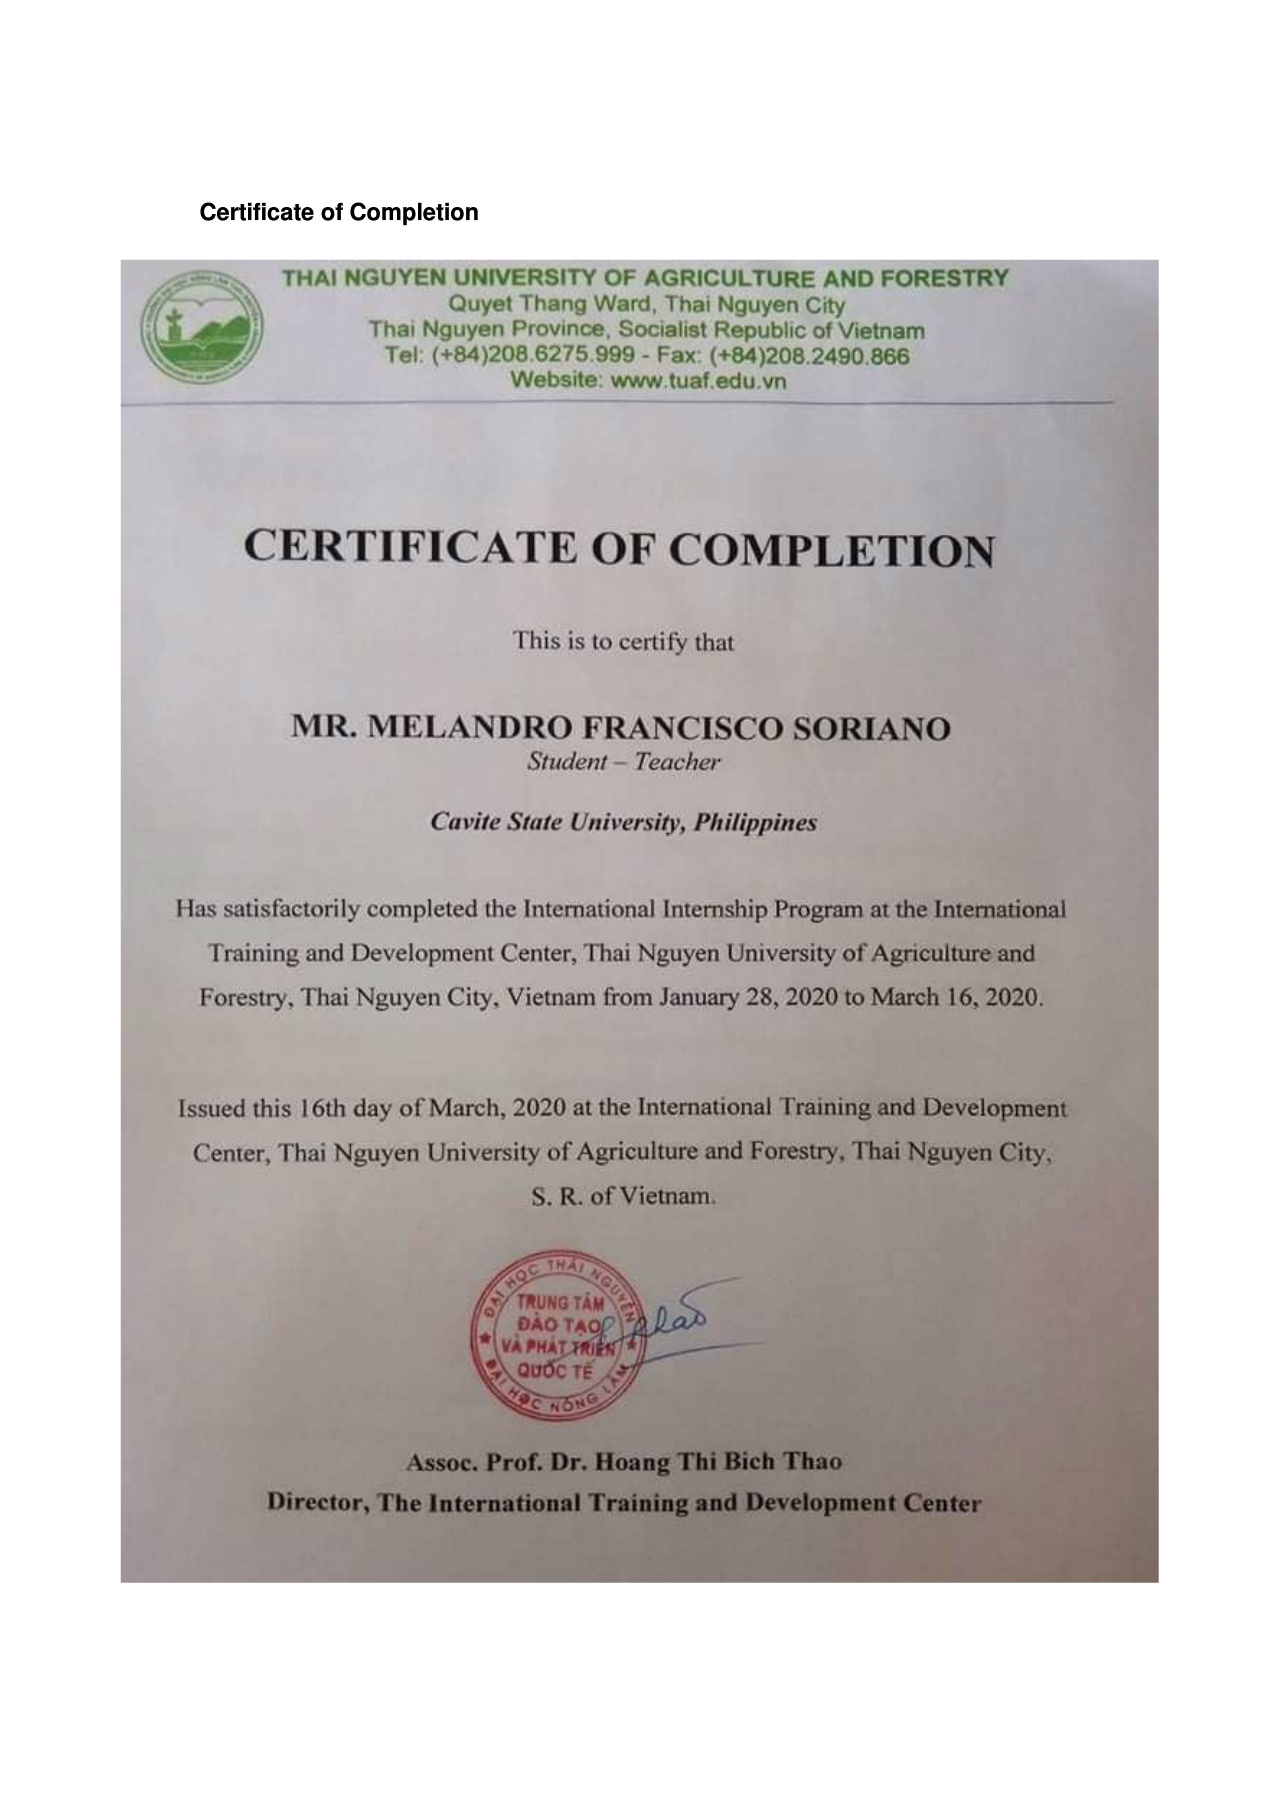 Certificate of Completion
THAI NGUYEN UNIVERSITY OF AGRICULTURE AND FORESTRY
Quyet Thang Ward, Thai Nguyen City
Thai Nguyen Province, Socialist Republic of Vietnam
Tel: (+84)208.6275.999 - Fax: (+84)208.2490.866
Website: www.tuaf.edu.vn
CERTIFICATE OF COMPLETION
This is to certify that
MR. MELANDRO FRANCISCO SORIANO
Student – Teacher
Cavite State University, Philippines
Has satisfactorily completed the International Internship Program at the International
Training and Development Center, Thai Nguyen University of Agriculture and
Forestry, Thai Nguyen City, Vietnam from January 28, 2020 to March 16, 2020.
Issued this 16th day of March, 2020 at the International Training and Development
Center, Thai Nguyen University of Agriculture and Forestry, Thai Nguyen City,
S. R. of Vietnam.
ĐẠI HỌC THÁI NGUYÊN
TRUNG TÂM
ĐÀO TẠO
VÀ PHÁT TRIỂN
QUỐC TẾ
ĐẠI HỌC NÔNG LÂM
Assoc. Prof. Dr. Hoang Thi Bich Thao
Director, The International Training and Development Center